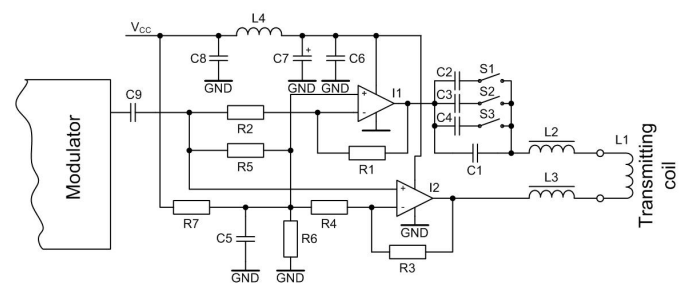 V_CC
L4
C8
C7
+
C6
GND
GND
GND
C2
S1
C3
S2
C4
S3
C9
R2
+
-
I1
R1
C1
L2
L1
R5
Modulator
L3
Transmitting
coil
+
-
I2
R7
R4
C5
R6
GND
R3
GND
GND